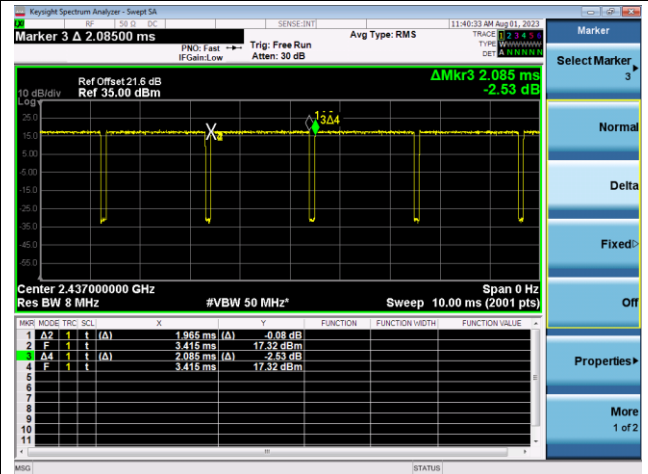 Keysight Spectrum Analyzer - Swept SA
RF 50 Ω DC SENSE:INT 11:40:33 AM Aug 01, 2023
Marker 3 Δ 2.08500 ms
Avg Type: RMS
TRACE 1 2 3 4 5 6
TYPE WWWWWW
DET A NNNNN
PNO: Fast Trig: Free Run
IFGain:Low Atten: 30 dB
ΔMkr3 2.085 ms
-2.53 dB
Ref Offset 21.6 dB
10 dB/div Ref 35.00 dBm
Log
25.0
15.0
5.00
-5.00
-15.0
-25.0
-35.0
-45.0
-55.0
3Δ4
Center 2.437000000 GHz Span 0 Hz
Res BW 8 MHz #VBW 50 MHz* Sweep 10.00 ms (2001 pts)
MKR MODE TRC SCL X Y FUNCTION FUNCTION WIDTH FUNCTION VALUE
1 Δ2 1 t (Δ) 1.965 ms (Δ) -0.08 dB
2 F 1 t 3.415 ms 17.32 dBm
3 Δ4 1 t (Δ) 2.085 ms (Δ) -2.53 dB
4 F 1 t 3.415 ms 17.32 dBm
5
6
7
8
9
10
11
MSG STATUS
Marker
Select Marker
3
Normal
Delta
Fixed
Off
Properties
More
1 of 2